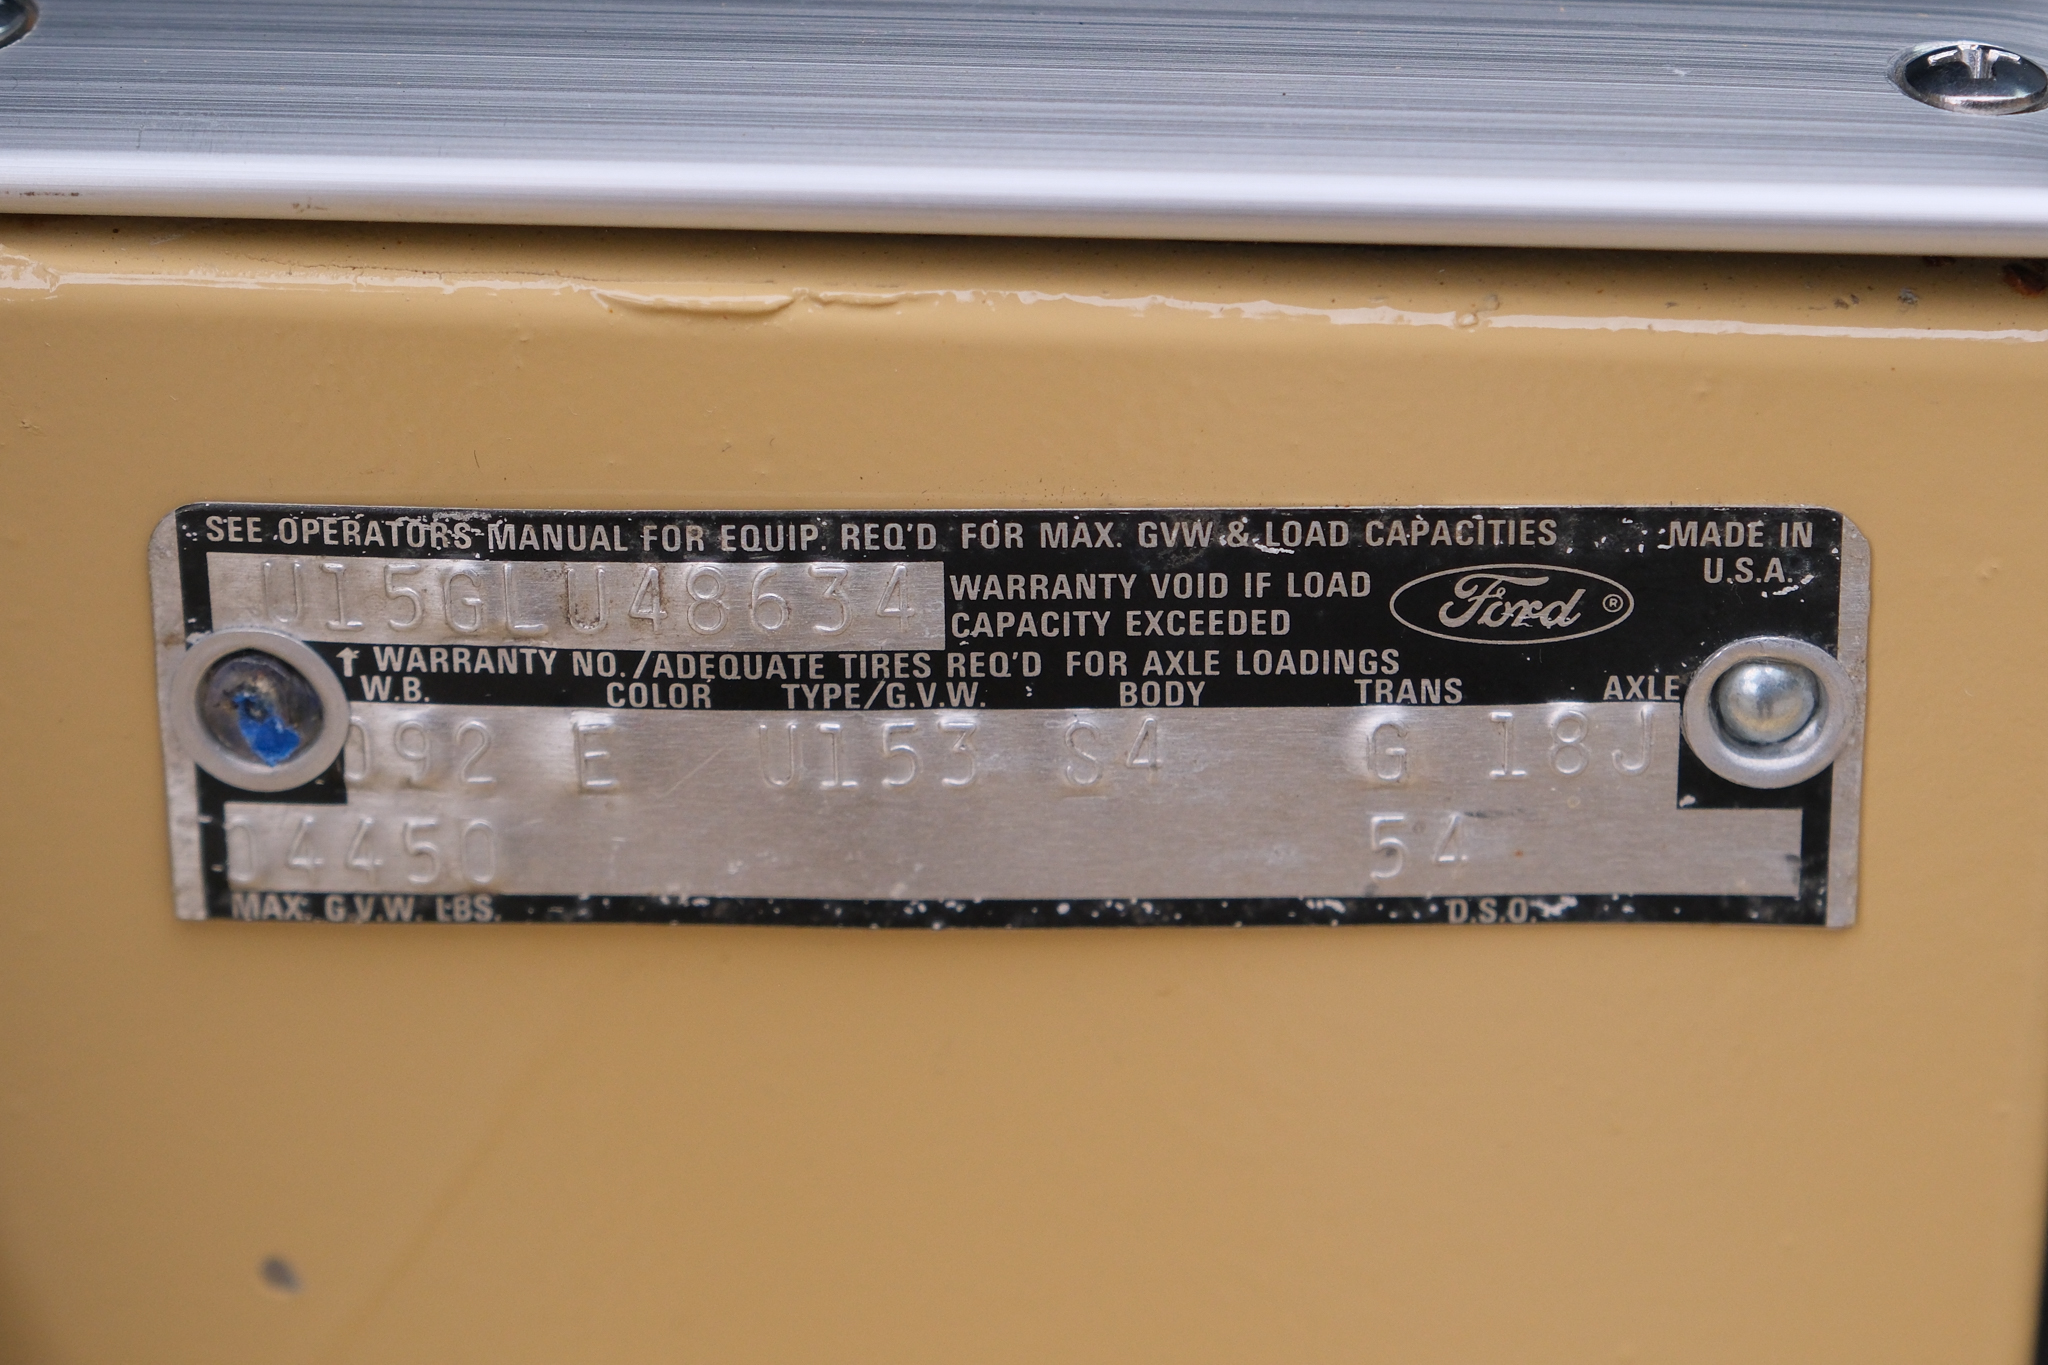 SEE OPERATORS MANUAL FOR EQUIP. REQ'D FOR MAX. GVW & LOAD CAPACITIES
MADE IN
U.S.A.
U15GLU48634
WARRANTY VOID IF LOAD
CAPACITY EXCEEDED
Ford ®
↑ WARRANTY NO./ADEQUATE TIRES REQ'D FOR AXLE LOADINGS
W.B. COLOR TYPE/G.V.W. BODY TRANS AXLE
092 E U153 S4 G 18J
04450 54
MAX. G.V.W. LBS. D.S.O.